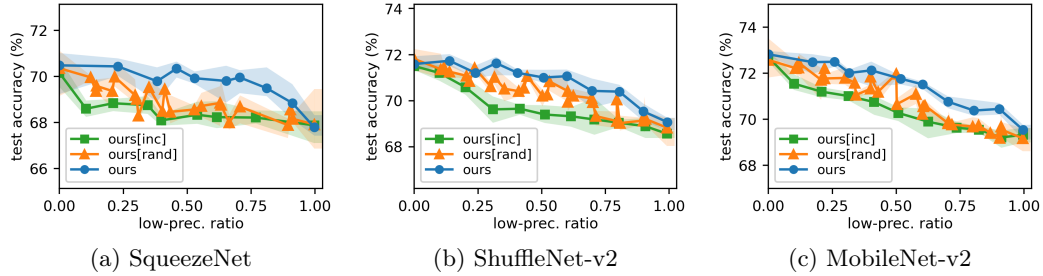 72
70
68
66
test accuracy (%)
ours[inc]
ours[rand]
ours
0.00 0.25 0.50 0.75 1.00
low-prec. ratio
(a) SqueezeNet
74
72
70
68
test accuracy (%)
ours[inc]
ours[rand]
ours
0.00 0.25 0.50 0.75 1.00
low-prec. ratio
(b) ShuffleNet-v2
74
72
70
68
test accuracy (%)
ours[inc]
ours[rand]
ours
0.00 0.25 0.50 0.75 1.00
low-prec. ratio
(c) MobileNet-v2